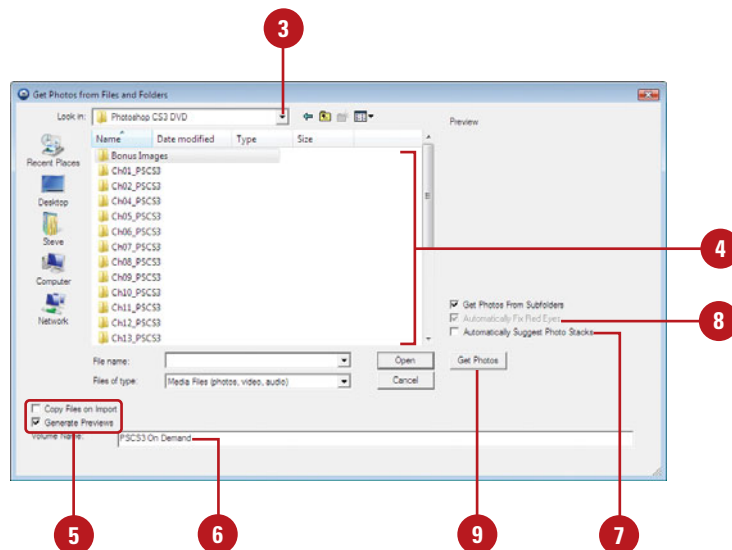 3
Get Photos from Files and Folders
Look in: Photoshop CS3 DVD
Preview
Name Date modified Type Size
Recent Places
Desktop
Steve
Computer
Network
Bonus Images
Ch01_PSCS3
Ch02_PSCS3
Ch04_PSCS3
Ch05_PSCS3
Ch06_PSCS3
Ch07_PSCS3
Ch08_PSCS3
Ch09_PSCS3
Ch10_PSCS3
Ch11_PSCS3
Ch12_PSCS3
Ch13_PSCS3
4
Get Photos From Subfolders
Automatically Fix Red Eyes
8
Automatically Suggest Photo Stacks
File name: Open Get Photos
Files of type: Media Files (photos, video, audio) Cancel
Copy Files on Import
Generate Previews
Volume Name: PSCS3 On Demand
5 6 9 7